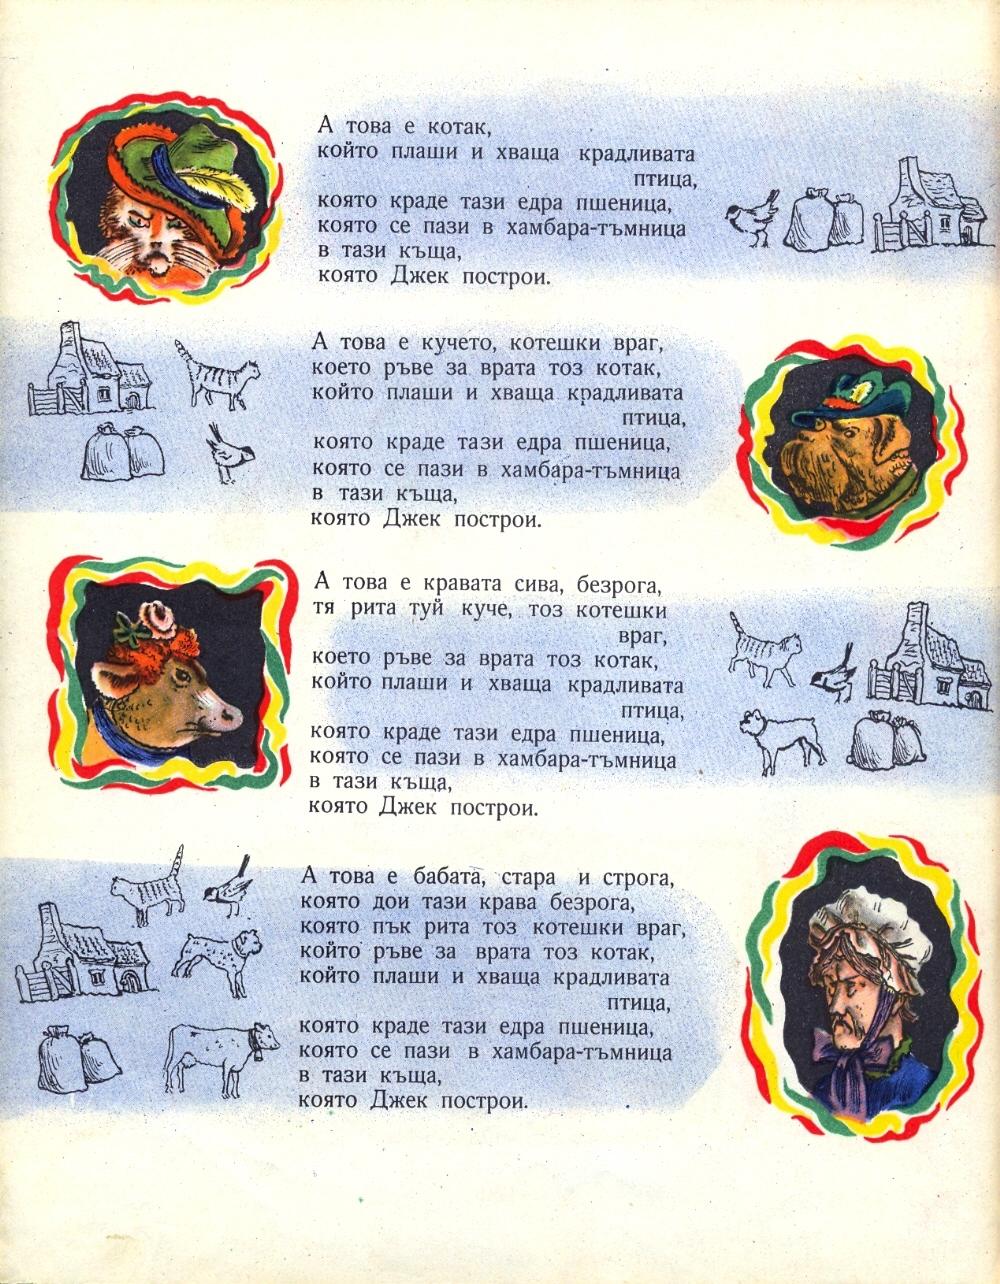 А това е котак,
който плаши и хваща крадливата
птица,
която краде тази едра пшеница,
която се пази в хамбара-тъмница
в тази къща,
която Джек построи.
А това е кучето, котешки враг,
което ръве за врата тоз котак,
който плаши и хваща крадливата
птица,
която краде тази едра пшеница,
която се пази в хамбара-тъмница
в тази къща,
която Джек построи.
А това е кравата сива, безрога,
тя рита туй куче, тоз котешки
враг,
което ръве за врата тоз котак,
който плаши и хваща крадливата
птица,
която краде тази едра пшеница,
която се пази в хамбара-тъмница
в тази къща,
която Джек построи.
А това е бабата, стара и строга,
която дои тази крава безрога,
която пък рита тоз котешки враг,
който ръве за врата тоз котак,
който плаши и хваща крадливата
птица,
която краде тази едра пшеница,
която се пази в хамбара-тъмница
в тази къща,
която Джек построи.